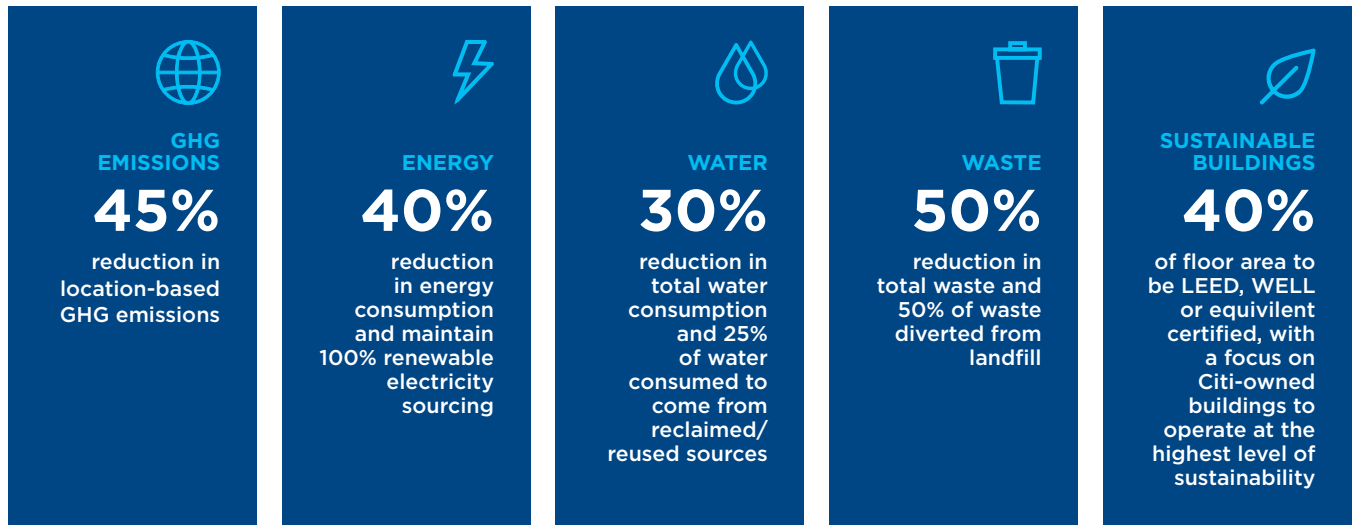 GHG
EMISSIONS
45%
reduction in
location-based
GHG emissions
ENERGY
40%
reduction
in energy
consumption
and maintain
100% renewable
electricity
sourcing
WATER
30%
reduction in
total water
consumption
and 25%
of water
consumed to
come from
reclaimed/
reused sources
WASTE
50%
reduction in
total waste and
50% of waste
diverted from
landfill
SUSTAINABLE
BUILDINGS
40%
of floor area to
be LEED, WELL
or equivilent
certified, with
a focus on
Citi-owned
buildings to
operate at the
highest level of
sustainability